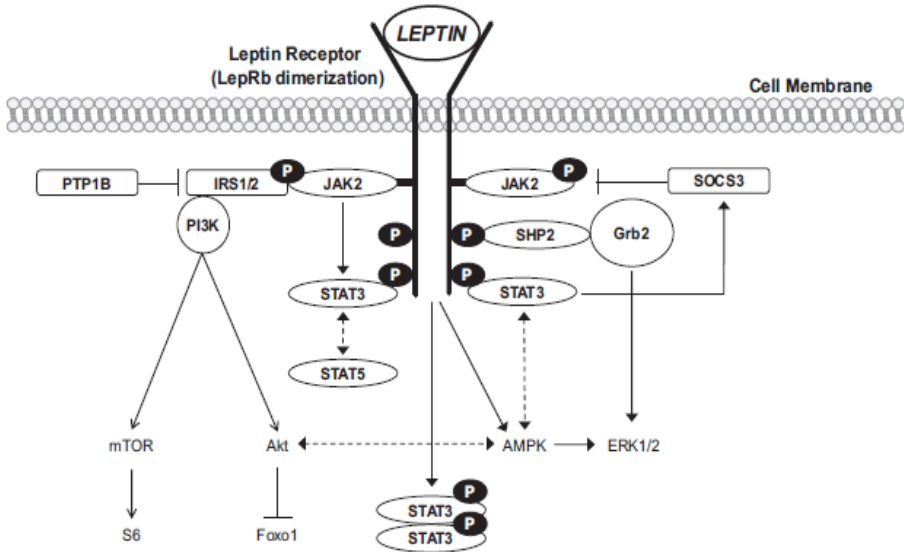 LEPTIN
Leptin Receptor
(LepRb dimerization)
Cell Membrane
PTP1B
IRS1/2
P
JAK2
JAK2
P
SOCS3
PI3K
P
P
SHP2
Grb2
P
STAT3
P
STAT3
STAT5
mTOR
Akt
AMPK
ERK1/2
S6
Foxo1
P
STAT3
P
STAT3